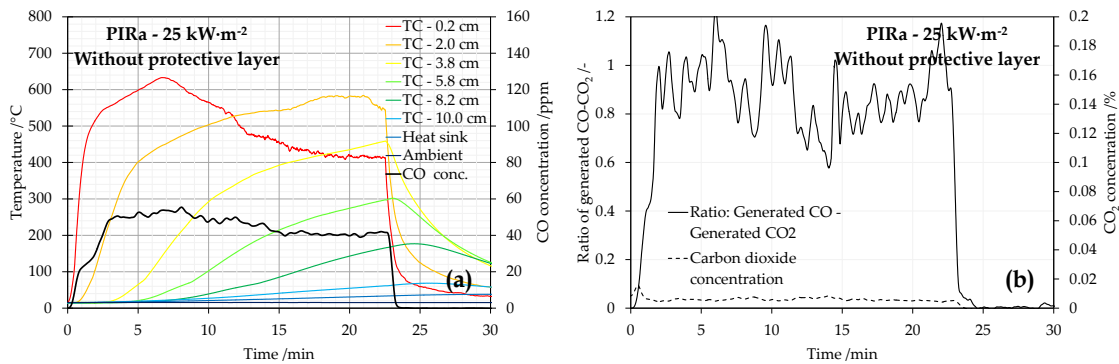 PIRa - 25 kW·m-2
Without protective layer
800
700
600
500
400
300
200
100
0
Temperature /°C
0
5
10
15
20
25
30
Time /min
160
140
120
100
80
60
40
20
0
CO concentration /ppm
TC - 0.2 cm
TC - 2.0 cm
TC - 3.8 cm
TC - 5.8 cm
TC - 8.2 cm
TC - 10.0 cm
Heat sink
Ambient
CO conc.
(a)
PIRa - 25 kW·m-2
Without protective layer
1.2
1
0.8
0.6
0.4
0.2
0
Ratio of generated CO-CO2 /-
0
5
10
15
20
25
30
Time /min
0.2
0.18
0.16
0.14
0.12
0.1
0.08
0.06
0.04
0.02
0
CO2 conenration /%
Ratio: Generated CO -
Generated CO2
Carbon dioxide
concentration
(b)